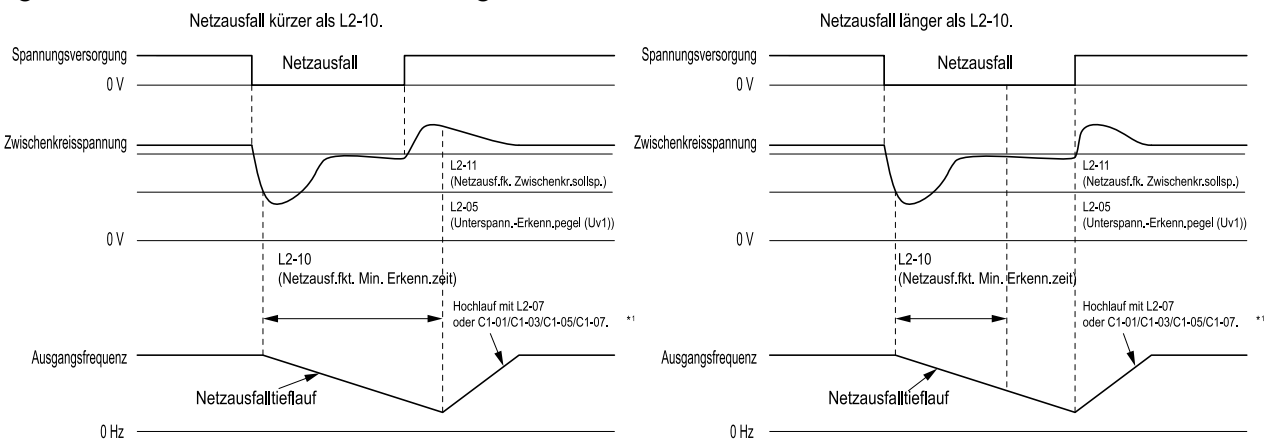 Netzausfall kürzer als L2-10.
Spannungsversorgung
Netzausfall
0 V
Zwischenkreisspannung
L2-11
(Netzausf.fk. Zwischenkr.sollsp.)
L2-05
(Unterspann.-Erkenn.pegel (Uv1))
0 V
L2-10
(Netzausf.fkt. Min. Erkenn.zeit)
Hochlauf mit L2-07
oder C1-01/C1-03/C1-05/C1-07. *1
Ausgangsfrequenz
Netzausfalltieflauf
0 Hz
Netzausfall länger als L2-10.
Spannungsversorgung
Netzausfall
0 V
Zwischenkreisspannung
L2-11
(Netzausf.fk. Zwischenkr.sollsp.)
L2-05
(Unterspann.-Erkenn.pegel (Uv1))
0 V
L2-10
(Netzausf.fkt. Min. Erkenn.zeit)
Hochlauf mit L2-07
oder C1-01/C1-03/C1-05/C1-07. *1
Ausgangsfrequenz
Netzausfalltieflauf
0 Hz